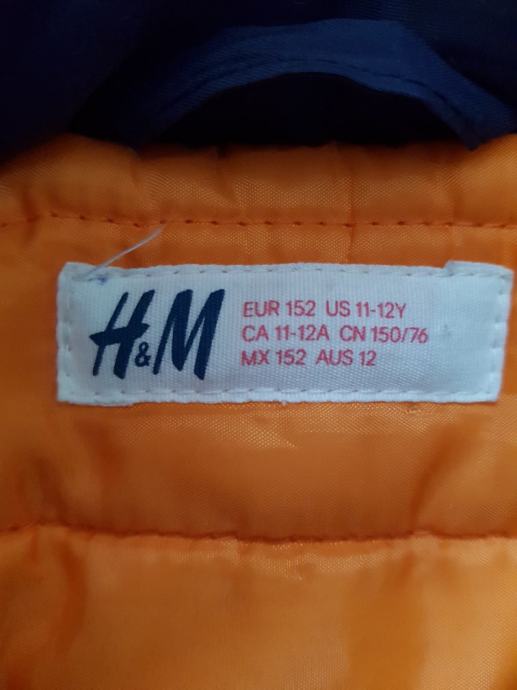 H&M
EUR 152 US 11-12Y
CA 11-12A CN 150/76
MX 152 AUS 12